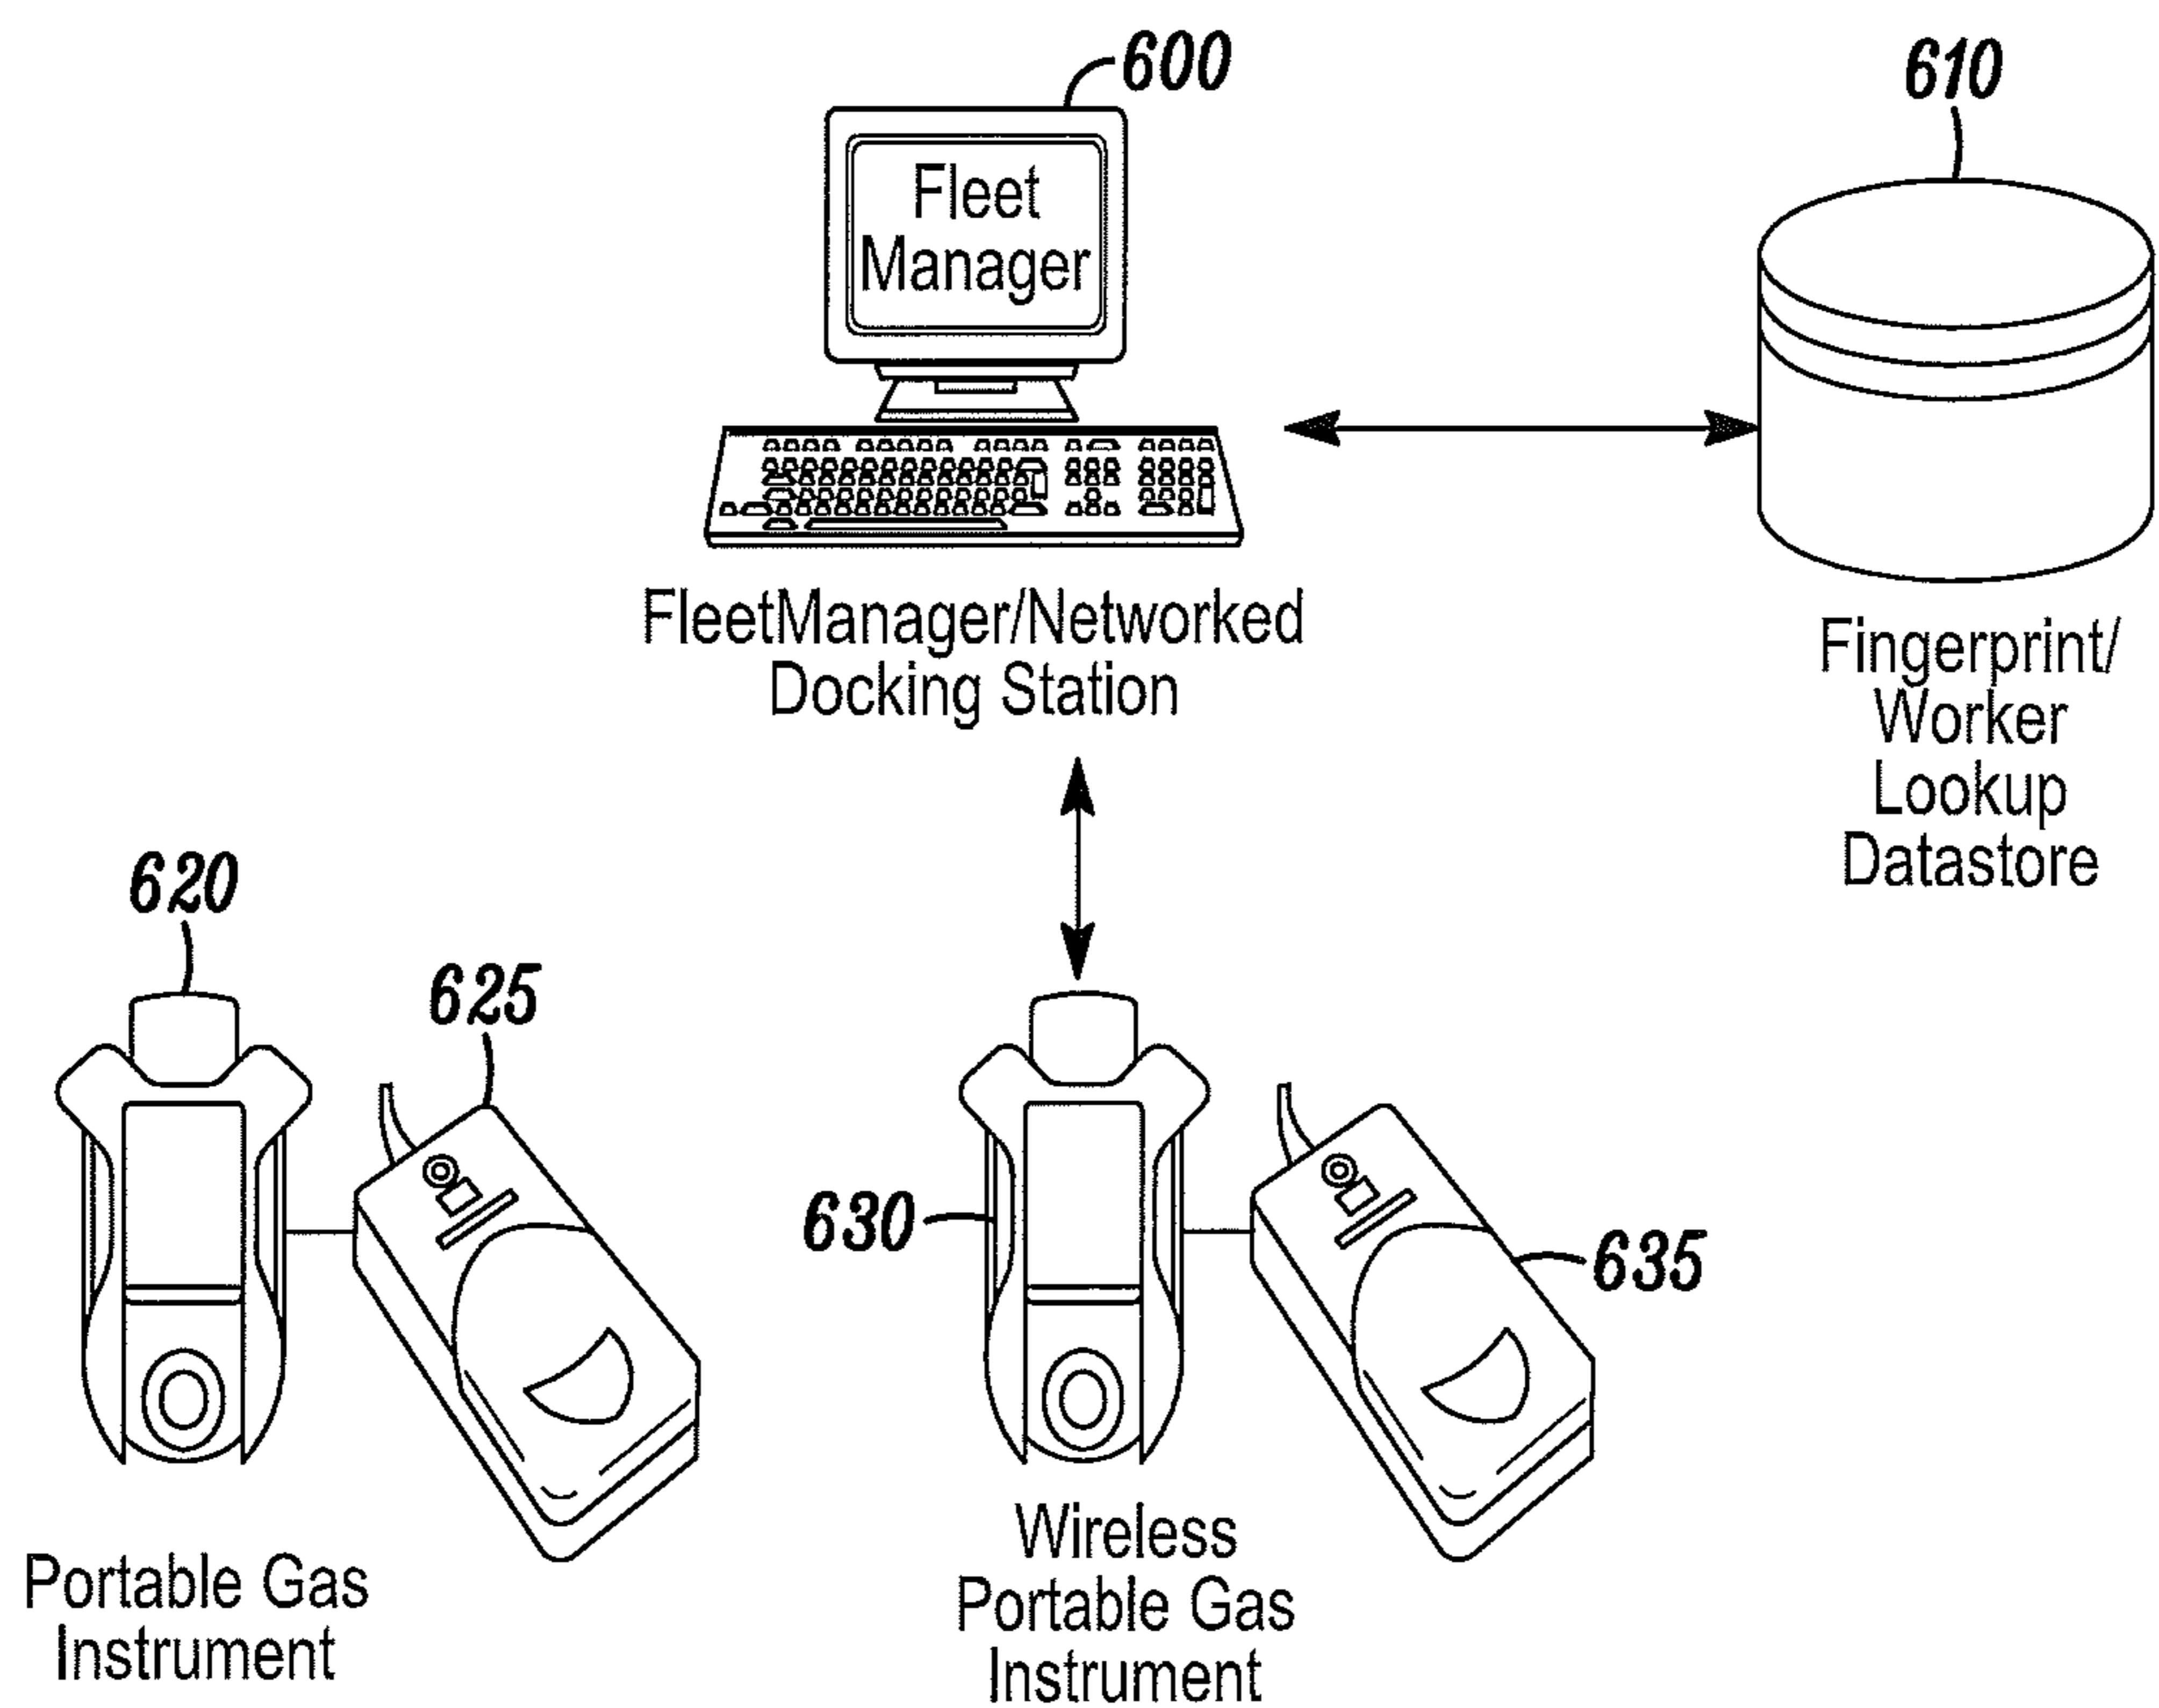 600
610
Fleet
Manager
FleetManager/Networked
Docking Station
Fingerprint/
Worker
Lookup
Datastore
620
625
630
635
Portable Gas
Instrument
Wireless
Portable Gas
Instrument